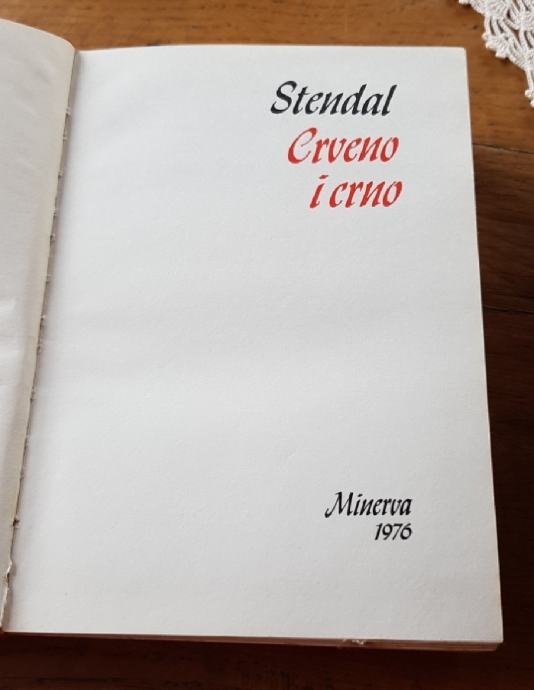 Stendal
Crveno
i crno
Minerva
1976